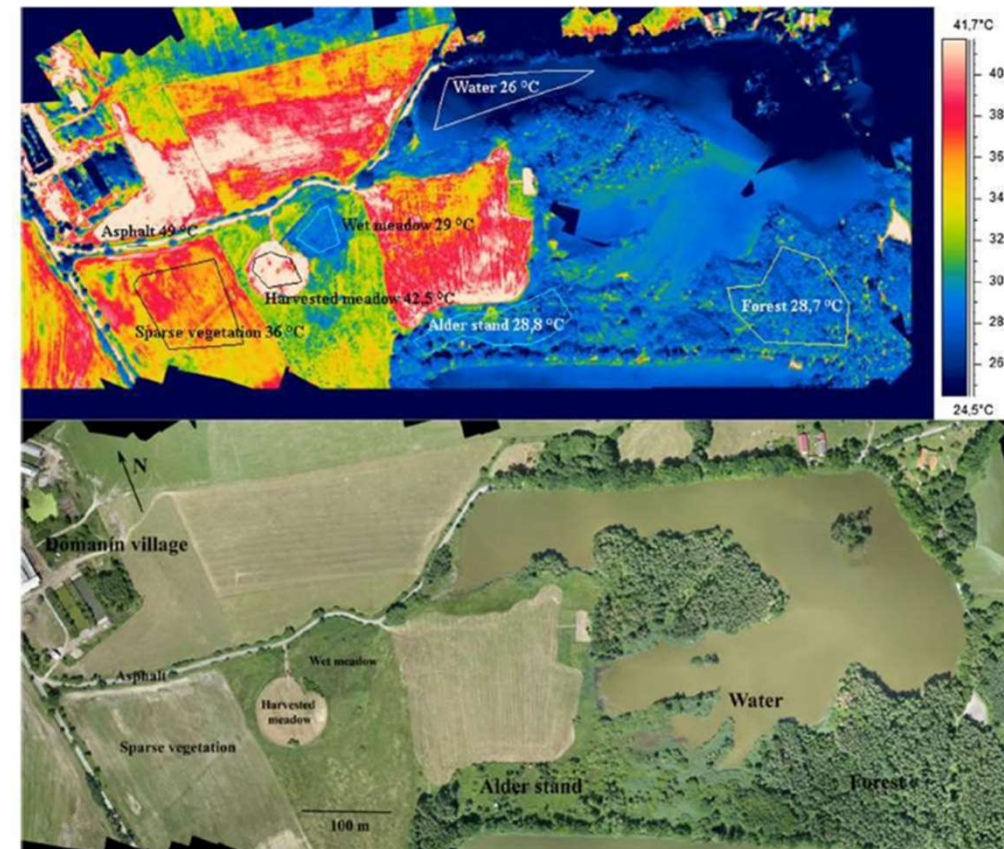 41,7°C
40
38
36
34
32
30
28
26
24,5°C
Water 26 °C
Asphalt 49 °C
Wet meadow 29 °C
Harvested meadow 42,5 °C
Sparse vegetation 36 °C
Alder stand 28,8 °C
Forest 28,7 °C
N
Domanín village
Asphalt
Wet meadow
Harvested
meadow
Sparse vegetation
Water
Alder stand
Forest
100 m